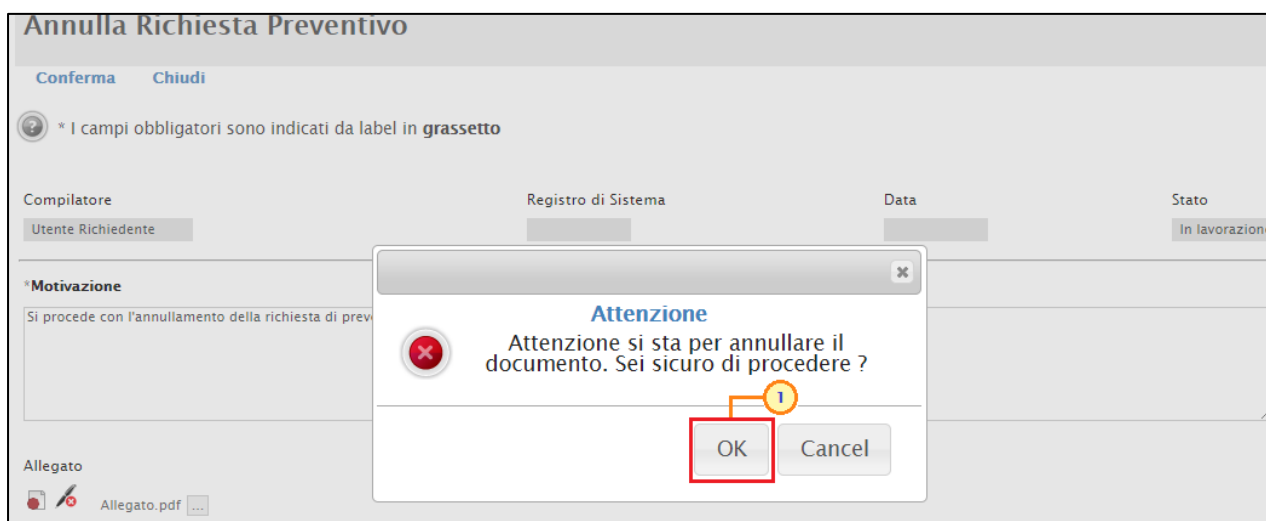 Annulla Richiesta Preventivo
Conferma Chiudi
* I campi obbligatori sono indicati da label in grassetto
Compilatore Registro di Sistema Data Stato
Utente Richiedente In lavorazione
*Motivazione
Si procede con l'annullamento della richiesta di
Attenzione
Attenzione si sta per annullare il
documento. Sei sicuro di procedere ?
1
OK Cancel
Allegato
Allegato.pdf ...